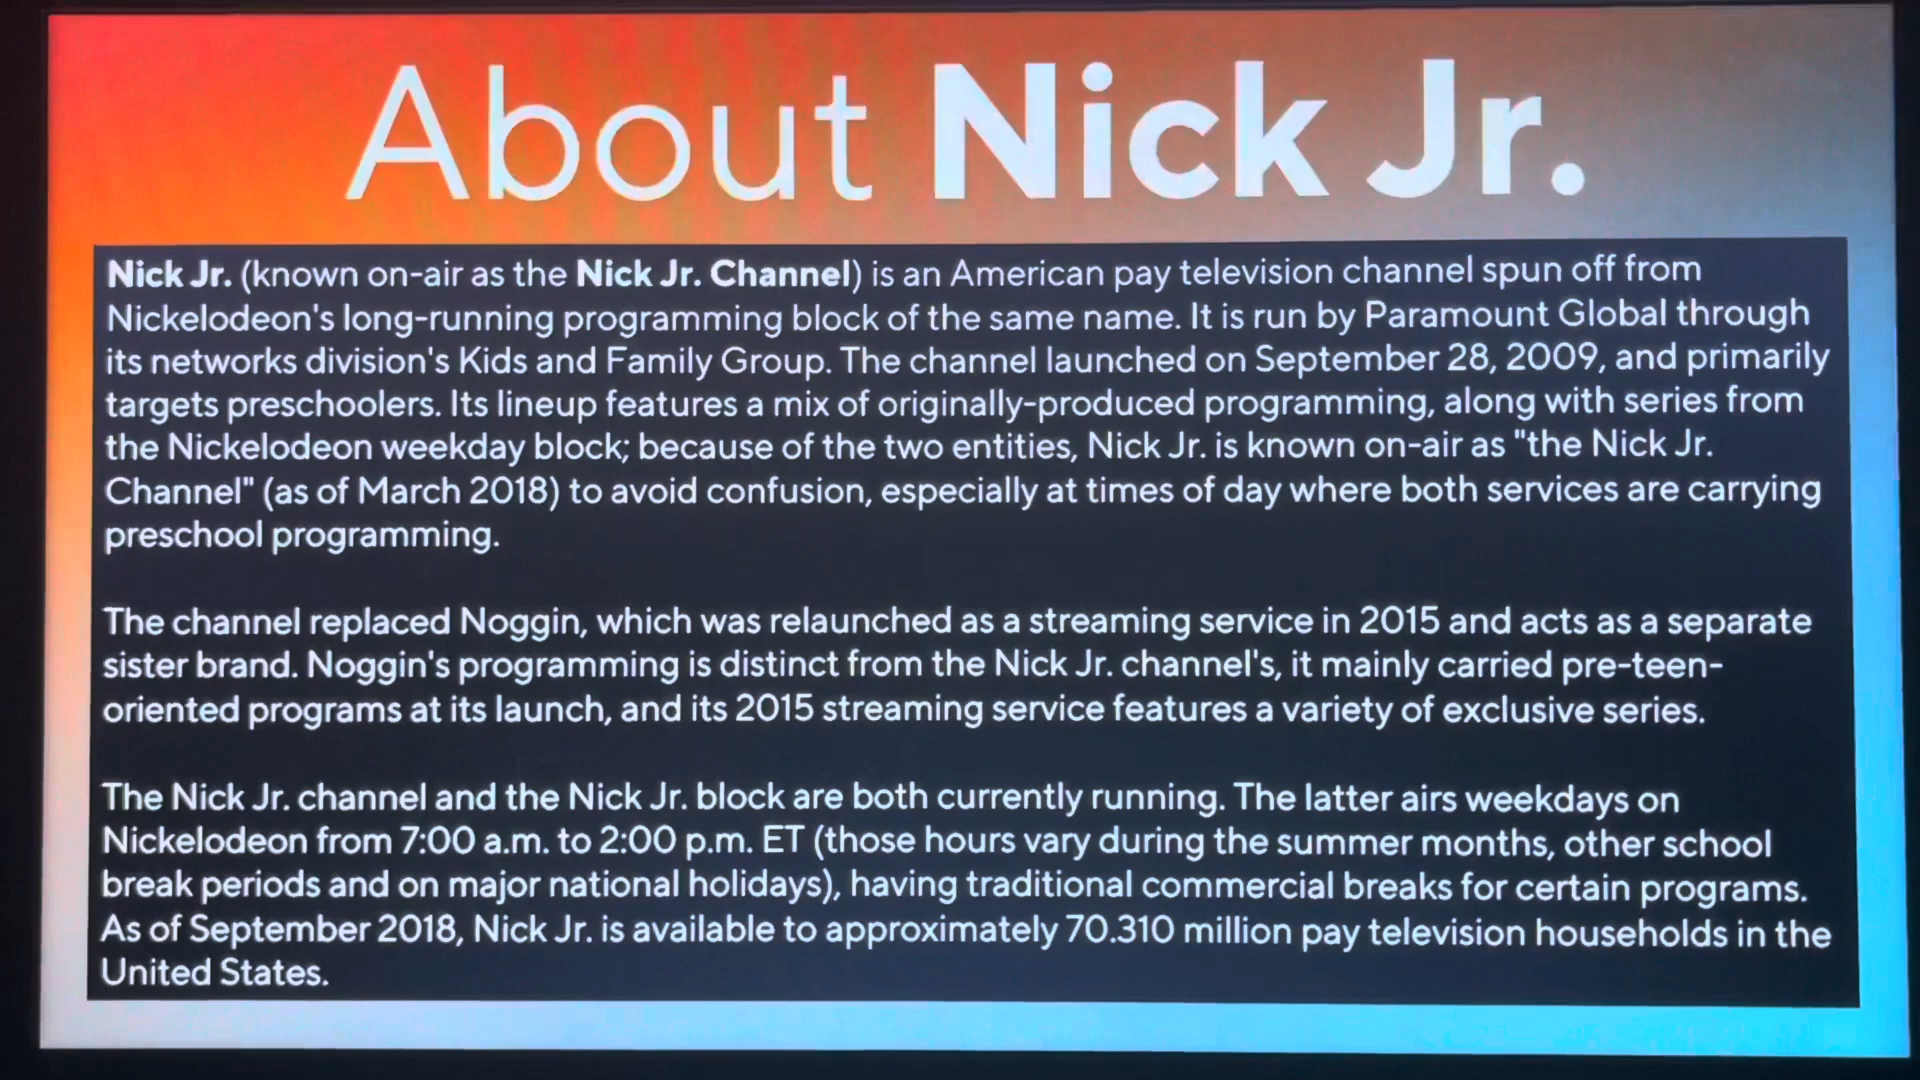 About Nick Jr.
Nick Jr. (known on-air as the Nick Jr. Channel) is an American pay television channel spun off from
Nickelodeon's long-running programming block of the same name. It is run by Paramount Global through
its networks division's Kids and Family Group. The channel launched on September 28, 2009, and primarily
targets preschoolers. Its lineup features a mix of originally-produced programming, along with series from
the Nickelodeon weekday block; because of the two entities, Nick Jr. is known on-air as "the Nick Jr.
Channel" (as of March 2018) to avoid confusion, especially at times of day where both services are carrying
preschool programming.
The channel replaced Noggin, which was relaunched as a streaming service in 2015 and acts as a separate
sister brand. Noggin's programming is distinct from the Nick Jr. channel's, it mainly carried pre-teen-
oriented programs at its launch, and its 2015 streaming service features a variety of exclusive series.
The Nick Jr. channel and the Nick Jr. block are both currently running. The latter airs weekdays on
Nickelodeon from 7:00 a.m. to 2:00 p.m. ET (those hours vary during the summer months, other school
break periods and on major national holidays), having traditional commercial breaks for certain programs.
As of September 2018, Nick Jr. is available to approximately 70.310 million pay television households in the
United States.